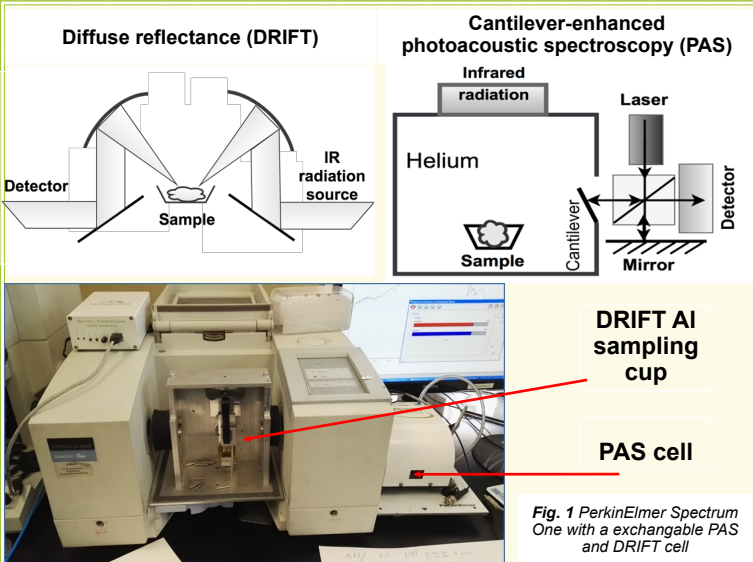 Diffuse reflectance (DRIFT)
Cantilever-enhanced
photoacoustic spectroscopy (PAS)
Detector
Sample
IR
radiation
source
Infrared
radiation
Helium
Sample
Cantilever
Laser
Detector
Mirror
DRIFT Al
sampling
cup
PAS cell
Fig. 1 PerkinElmer Spectrum
One with a exchangable PAS
and DRIFT cell